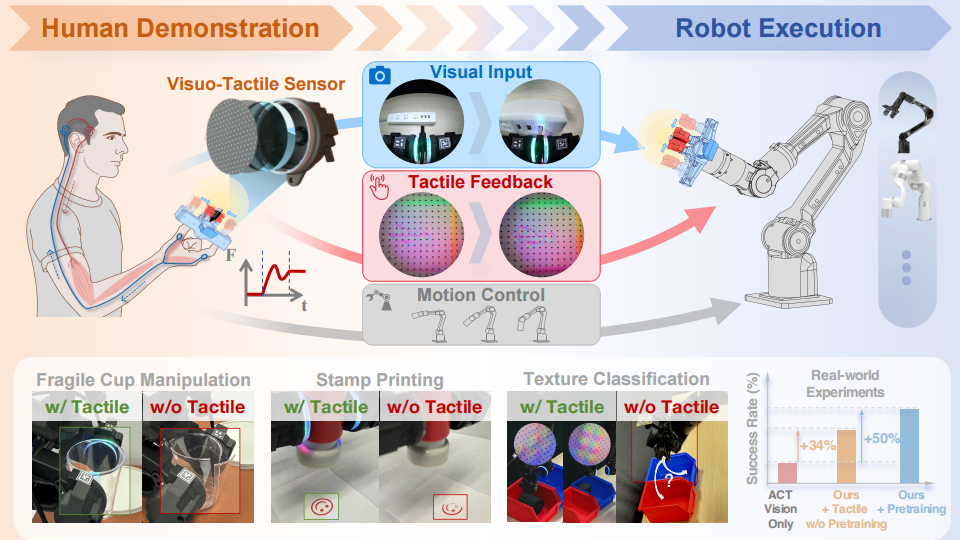 Human Demonstration
Robot Execution
Visuo-Tactile Sensor
Visual Input
Tactile Feedback
F
t
Motion Control
Fragile Cup Manipulation
w/ Tactile
w/o Tactile
Stamp Printing
w/ Tactile
w/o Tactile
Texture Classification
w/ Tactile
w/o Tactile
?
Real-world
Experiments
Success Rate (%)
+34%
+50%
ACT
Vision
Only
Ours
+ Tactile
w/o Pretraining
Ours
+ Pretraining